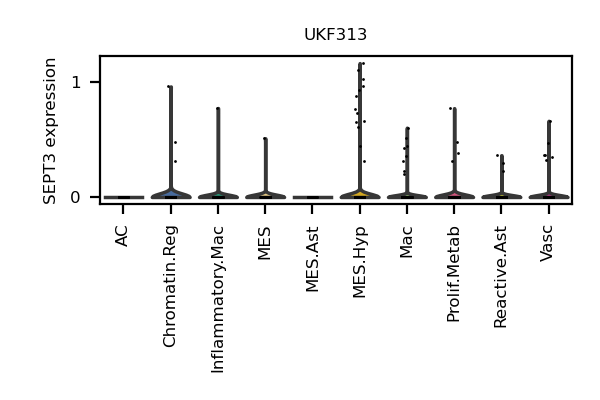 UKF313
SEPT3 expression
1
0
AC
Chromatin.Reg
Inflammatory.Mac
MES
MES.Ast
MES.Hyp
Mac
Prolif.Metab
Reactive.Ast
Vasc